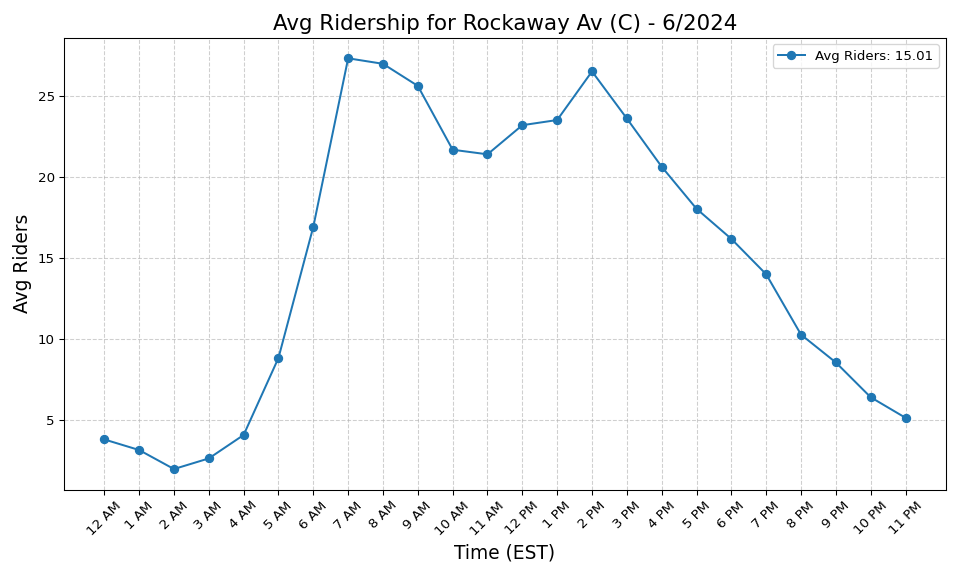 Avg Ridership for Rockaway Av (C) - 6/2024
Avg Riders: 15.01
Avg Riders
25
20
15
10
5
12 AM 1 AM 2 AM 3 AM 4 AM 5 AM 6 AM 7 AM 8 AM 9 AM 10 AM 11 AM 12 PM 1 PM 2 PM 3 PM 4 PM 5 PM 6 PM 7 PM 8 PM 9 PM 10 PM 11 PM
Time (EST)